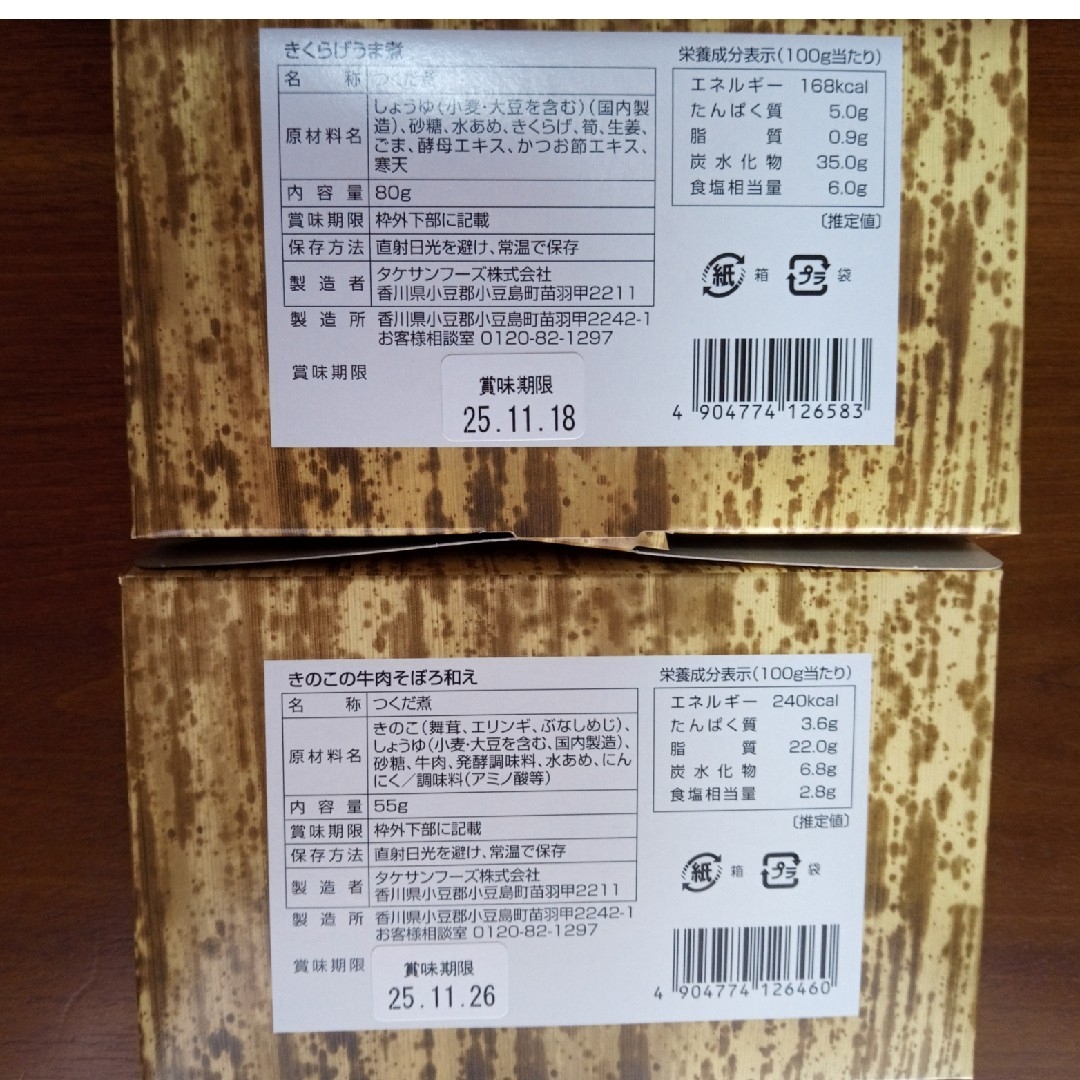 きくらげうま煮
名 称 つくだ煮
原材料名 しょうゆ(小麦・大豆を含む)(国内製
造)、砂糖、水あめ、きくらげ、筍、生姜、
ごま、酵母エキス、かつお節エキス、
寒天
内容量 80g
賞味期限 枠外下部に記載
保存方法 直射日光を避け、常温で保存
製造者 タケサンフーズ株式会社
香川県小豆郡小豆島町苗羽甲2211
製造所 香川県小豆郡小豆島町苗羽甲2242-1
お客様相談室 0120-82-1297
賞味期限
賞味期限
25.11.18
栄養成分表示(100g当たり)
エネルギー 168kcal
たんぱく質 5.0g
脂 質 0.9g
炭水化物 35.0g
食塩相当量 6.0g
〔推定値〕
紙 箱 プラ 袋
4 904774 126583
きのこの牛肉そぼろ和え
名 称 つくだ煮
原材料名 きのこ(舞茸、エリンギ、ぶなしめじ)、
しょうゆ(小麦・大豆を含む、国内製造)、
砂糖、牛肉、発酵調味料、水あめ、にん
にく/調味料(アミノ酸等)
内容量 55g
賞味期限 枠外下部に記載
保存方法 直射日光を避け、常温で保存
製造者 タケサンフーズ株式会社
香川県小豆郡小豆島町苗羽甲2211
製造所 香川県小豆郡小豆島町苗羽甲2242-1
お客様相談室 0120-82-1297
賞味期限
賞味期限
25.11.26
栄養成分表示(100g当たり)
エネルギー 240kcal
たんぱく質 3.6g
脂 質 22.0g
炭水化物 6.8g
食塩相当量 2.8g
〔推定値〕
紙 箱 プラ 袋
4 904774 126460